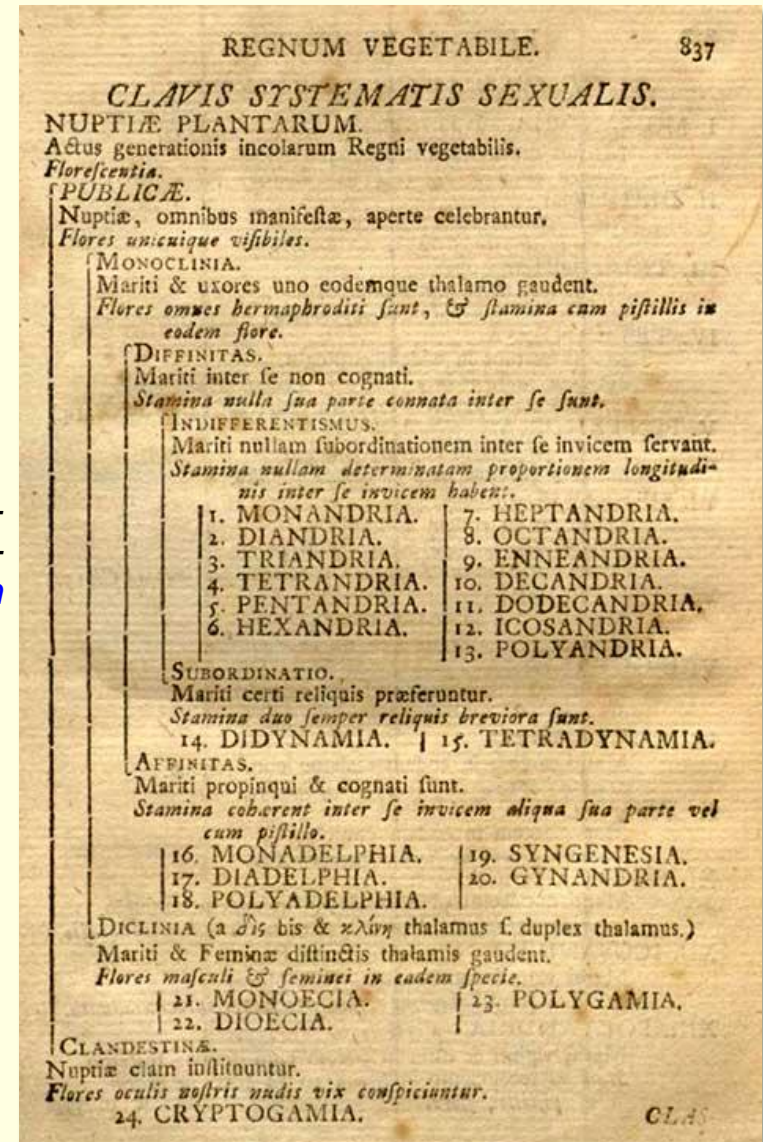 REGNUM VEGETABILE. 837
CLAVIS SYSTEMATIS SEXUALIS.
NUPTIÆ PLANTARUM.
Actus generationis incolarum Regni vegetabilis.
Floreſcentia.
PUBLICÆ.
Nuptiæ, omnibus manifeſtæ, aperte celebrantur.
Flores unicuique viſibiles.
MONOCLINIA.
Mariti & uxores uno eodemque thalamo gaudent.
Flores omnes hermaphroditi ſunt, & ſtamina cum piſtillis in
eodem flore.
DIFFINITAS.
Mariti inter ſe non cognati.
Stamina nulla ſua parte connata inter ſe ſunt.
INDIFFERENTISMUS.
Mariti nullam ſubordinationem inter ſe invicem ſervant.
Stamina nullam determinatam proportionem longitudi-
nis inter ſe invicem habent.
1. MONANDRIA. 7. HEPTANDRIA.
2. DIANDRIA. 8. OCTANDRIA.
3. TRIANDRIA. 9. ENNEANDRIA.
4. TETRANDRIA. 10. DECANDRIA.
5. PENTANDRIA. 11. DODECANDRIA.
6. HEXANDRIA. 12. ICOSANDRIA.
13. POLYANDRIA.
SUBORDINATIO.
Mariti certi reliquis præferuntur.
Stamina duo ſemper reliquis breviora ſunt.
14. DIDYNAMIA. 15. TETRADYNAMIA.
AFFINITAS.
Mariti propinqui & cognati ſunt.
Stamina cohærent inter ſe invicem aliqua ſua parte vel
cum piſtillo.
16. MONADELPHIA. 19. SYNGENESIA.
17. DIADELPHIA. 20. GYNANDRIA.
18. POLYADELPHIA.
DICLINIA (a δὶς bis & κλίνη thalamus ſ. duplex thalamus.)
Mariti & Feminæ diſtinctis thalamis gaudent.
Flores maſculi & feminei in eadem ſpecie.
21. MONOECIA. 23. POLYGAMIA.
22. DIOECIA.
CLANDESTINÆ.
Nuptiæ clam inſtituuntur.
Flores oculis noſtris nudis vix conſpiciuntur.
24. CRYPTOGAMIA.
CLAS